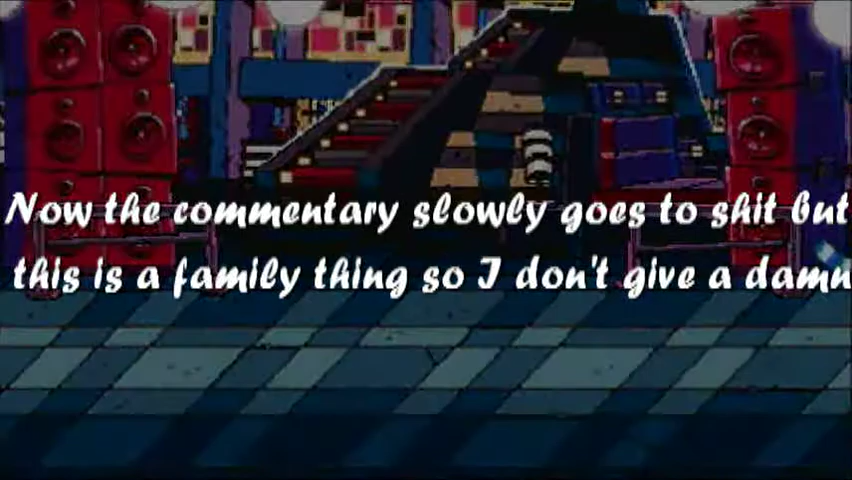 Now the commentary slowly goes to shit but
this is a family thing so I don't give a damn